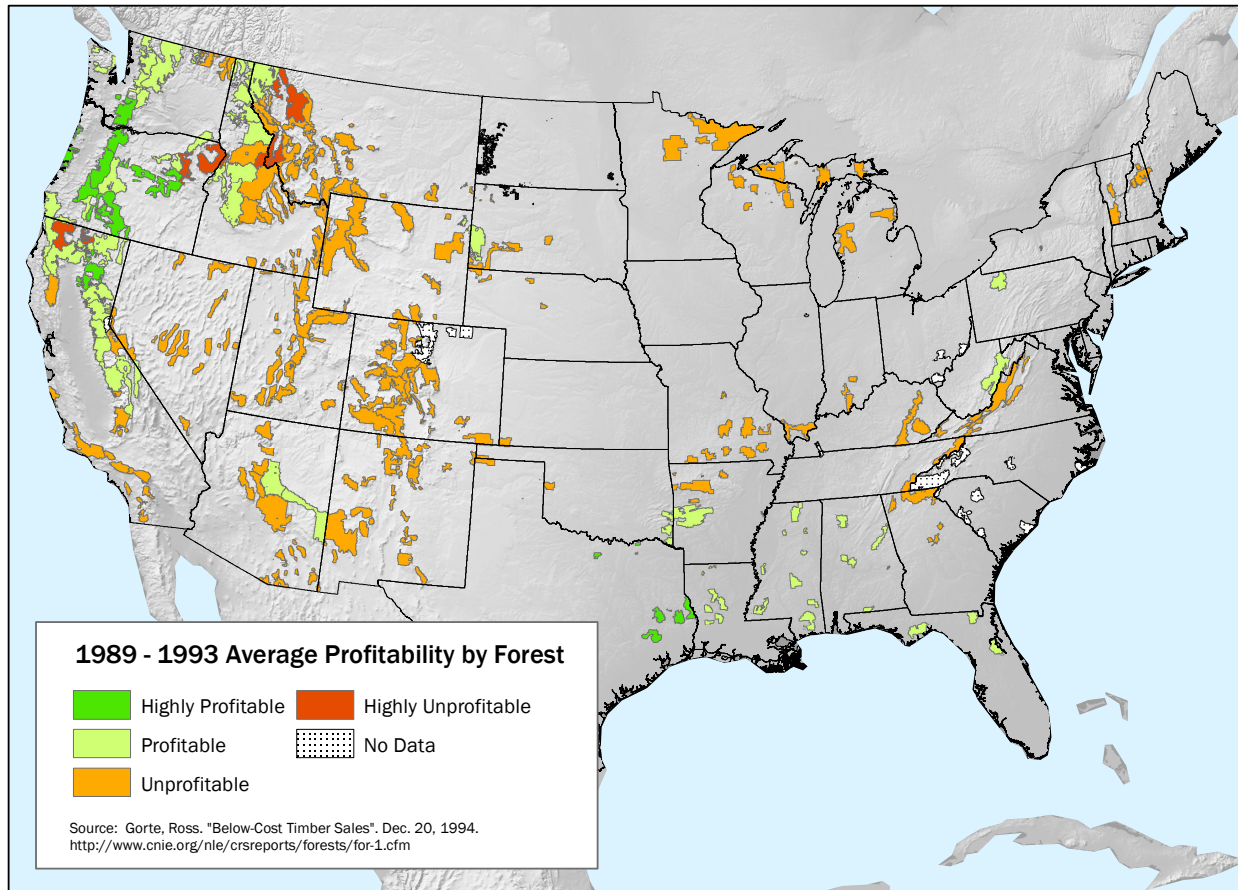 1989 - 1993 Average Profitability by Forest
Highly Profitable
Highly Unprofitable
Profitable
No Data
Unprofitable
Source: Gorte, Ross. "Below-Cost Timber Sales". Dec. 20, 1994.
http://www.cnie.org/nle/crsreports/forests/for-1.cfm